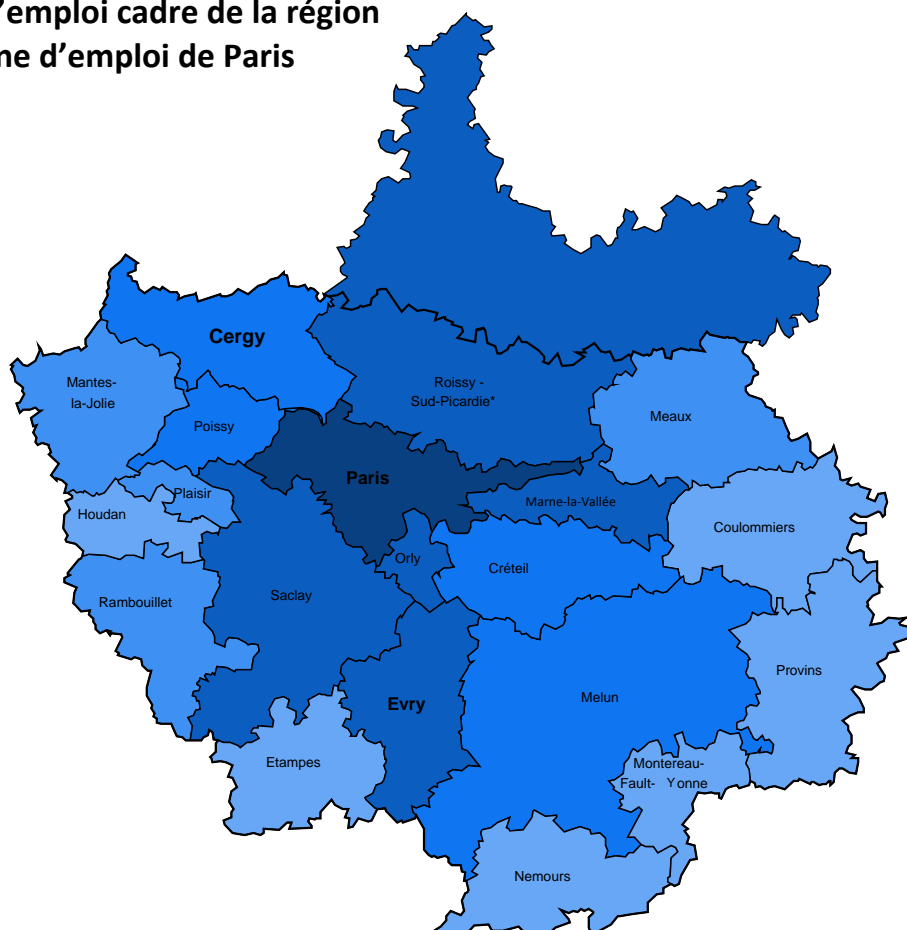 ’emploi cadre de la région
ne d’emploi de Paris
Cergy
Mantes-
la-Jolie
Roissy -
Sud-Picardie*
Poissy
Meaux
Paris
Plaisir
Marne-la-Vallée
Houdan
Coulommiers
Orly
Créteil
Saclay
Rambouillet
Provins
Melun
Evry
Etampes
Montereau-
Fault- Yonne
Nemours